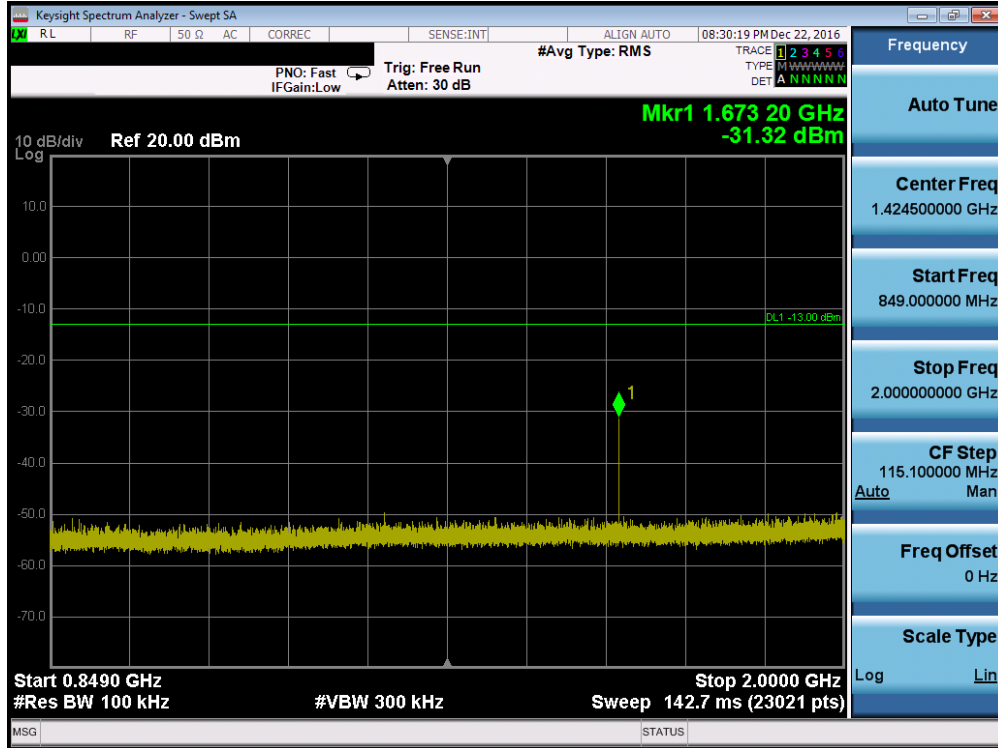 Keysight Spectrum Analyzer - Swept SA
LXI RL RF 50 Ω AC CORREC SENSE:INT ALIGN AUTO 08:30:19 PM Dec 22, 2016
#Avg Type: RMS
TRACE 1 2 3 4 5 6
TYPE M W W W W W
DET A N N N N N
PNO: Fast
IFGain:Low
Trig: Free Run
Atten: 30 dB
Mkr1 1.673 20 GHz
-31.32 dBm
10 dB/div Ref 20.00 dBm
Log
10.0
0.00
-10.0
DL1 -13.00 dBm
-20.0
1
-30.0
-40.0
-50.0
-60.0
-70.0
Start 0.8490 GHz Stop 2.0000 GHz
#Res BW 100 kHz #VBW 300 kHz Sweep 142.7 ms (23021 pts)
MSG STATUS
Frequency
Auto Tune
Center Freq
1.424500000 GHz
Start Freq
849.000000 MHz
Stop Freq
2.000000000 GHz
CF Step
115.100000 MHz
Auto Man
Freq Offset
0 Hz
Scale Type
Log Lin